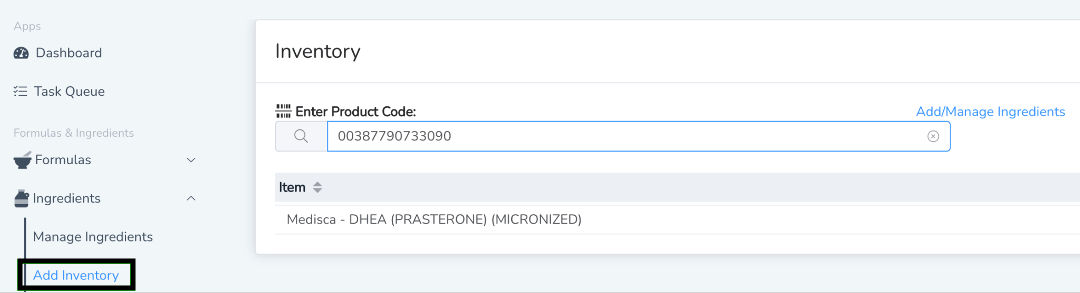 Apps
Dashboard
Task Queue
Formulas & Ingredients
Formulas
Ingredients
Manage Ingredients
Add Inventory
Inventory
Enter Product Code:
Add/Manage Ingredients
00387790733090
Item
Medisca - DHEA (PRASTERONE) (MICRONIZED)